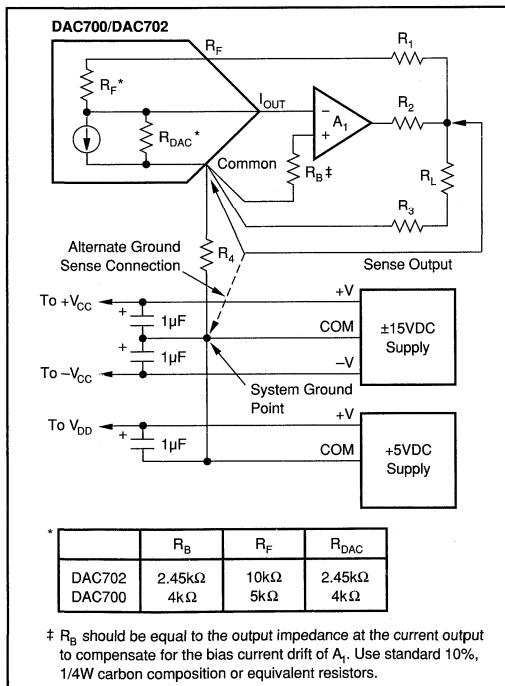 DAC700/DAC702
R_F
R_1
R_F*
I_OUT
−
A_1
+
R_2
R_DAC*
Common
R_B‡
R_L
R_3
Alternate Ground
Sense Connection
R_4
Sense Output
To +V_CC
+
1µF
+V
COM
−V
±15VDC
Supply
+
1µF
To −V_CC
System Ground
Point
To V_DD
+
1µF
+V
COM
+5VDC
Supply
*
R_B R_F R_DAC
DAC702 2.45kΩ 10kΩ 2.45kΩ
DAC700 4kΩ 5kΩ 4kΩ
‡ R_B should be equal to the output impedance at the current output
to compensate for the bias current drift of A_1. Use standard 10%,
1/4W carbon composition or equivalent resistors.